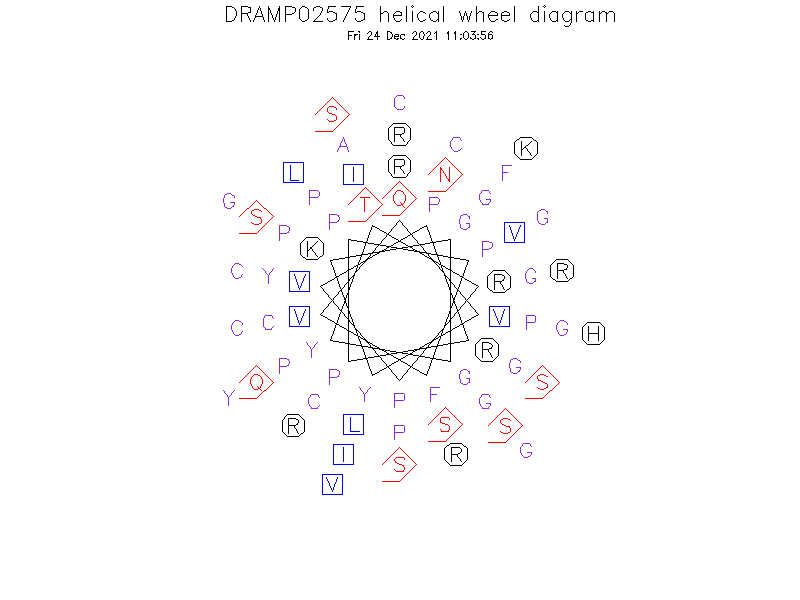 DRAMP02575 helical wheel diagram
Fri 24 Dec 2021 11:03:56
C
S
R
A C K
R
L I N F
P G
G T Q P
S P G G
P V
K P
C Y V R G R
C C V V P G H
Y R
P G
Q P G S
Y C Y P F G
R L P S S
I S R G
V